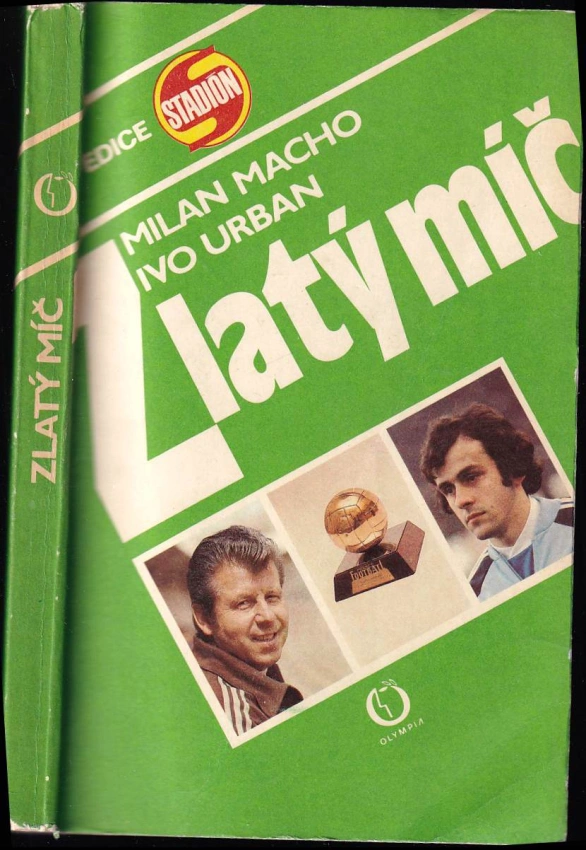 ZLATÝ MÍČ
EDICE
STADION
MILAN MACHO
IVO URBAN
Zlatý míč
FOOTBALL
OLYMPIA